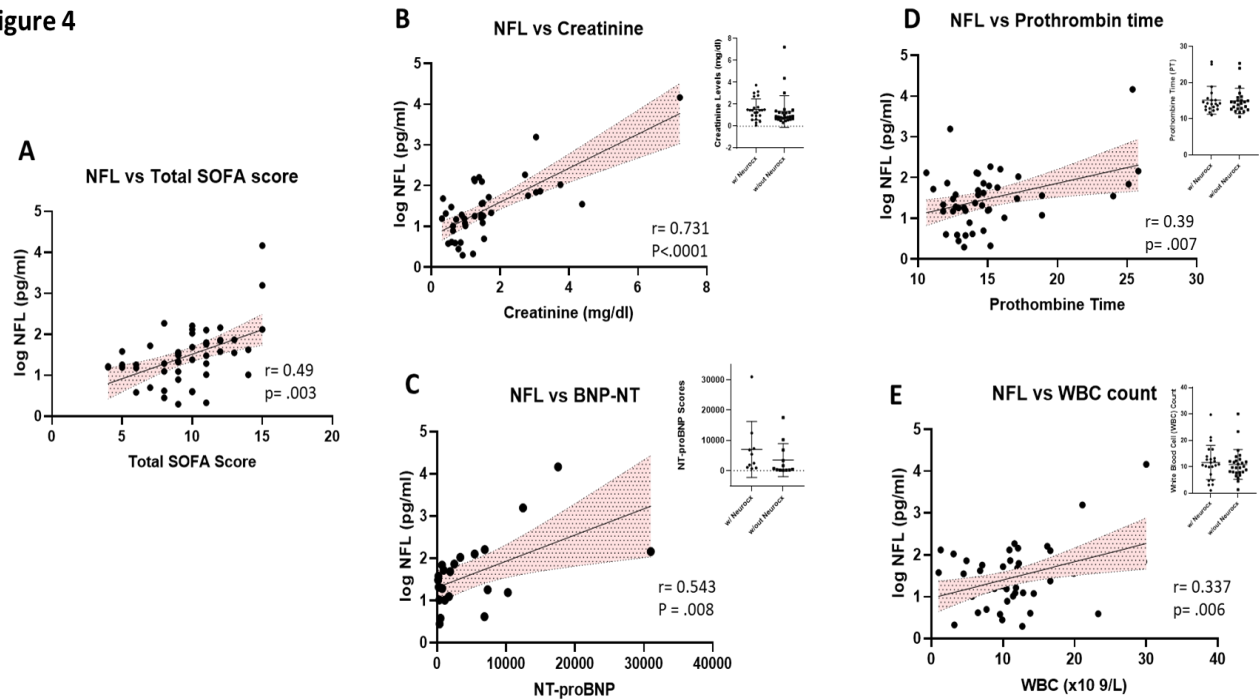 igure 4
A
NFL vs Total SOFA score
log NFL (pg/ml)
5
4
3
2
1
0
0 5 10 15 20
r= 0.49
p= .003
Total SOFA Score
B
NFL vs Creatinine
log NFL (pg/ml)
5
4
3
2
1
0
0 2 4 6 8
r= 0.731
P<.0001
Creatinine (mg/dl)
Creatinine Levels (mg/dl)
8
6
4
2
0
-2
w/ Neurocx w/out Neurocx
C
NFL vs BNP-NT
log NFL (pg/ml)
5
4
3
2
1
0
0 10000 20000 30000 40000
r= 0.543
P = .008
NT-proBNP
NT-proBNP Scores
30000
20000
10000
0
w/ Neurocx w/out Neurocx
D
NFL vs Prothrombin time
log NFL (pg/ml)
5
4
3
2
1
0
10 15 20 25 30
r= 0.39
p= .007
Prothombine Time
Prothombine Time (PT)
30
20
10
0
w/ Neurocx w/out Neurocx
E
NFL vs WBC count
log NFL (pg/ml)
5
4
3
2
1
0
0 10 20 30 40
r= 0.337
p= .006
WBC (x10 9/L)
White Blood Cell (WBC) Count
40
30
20
10
0
w/ Neurocx w/out Neurocx